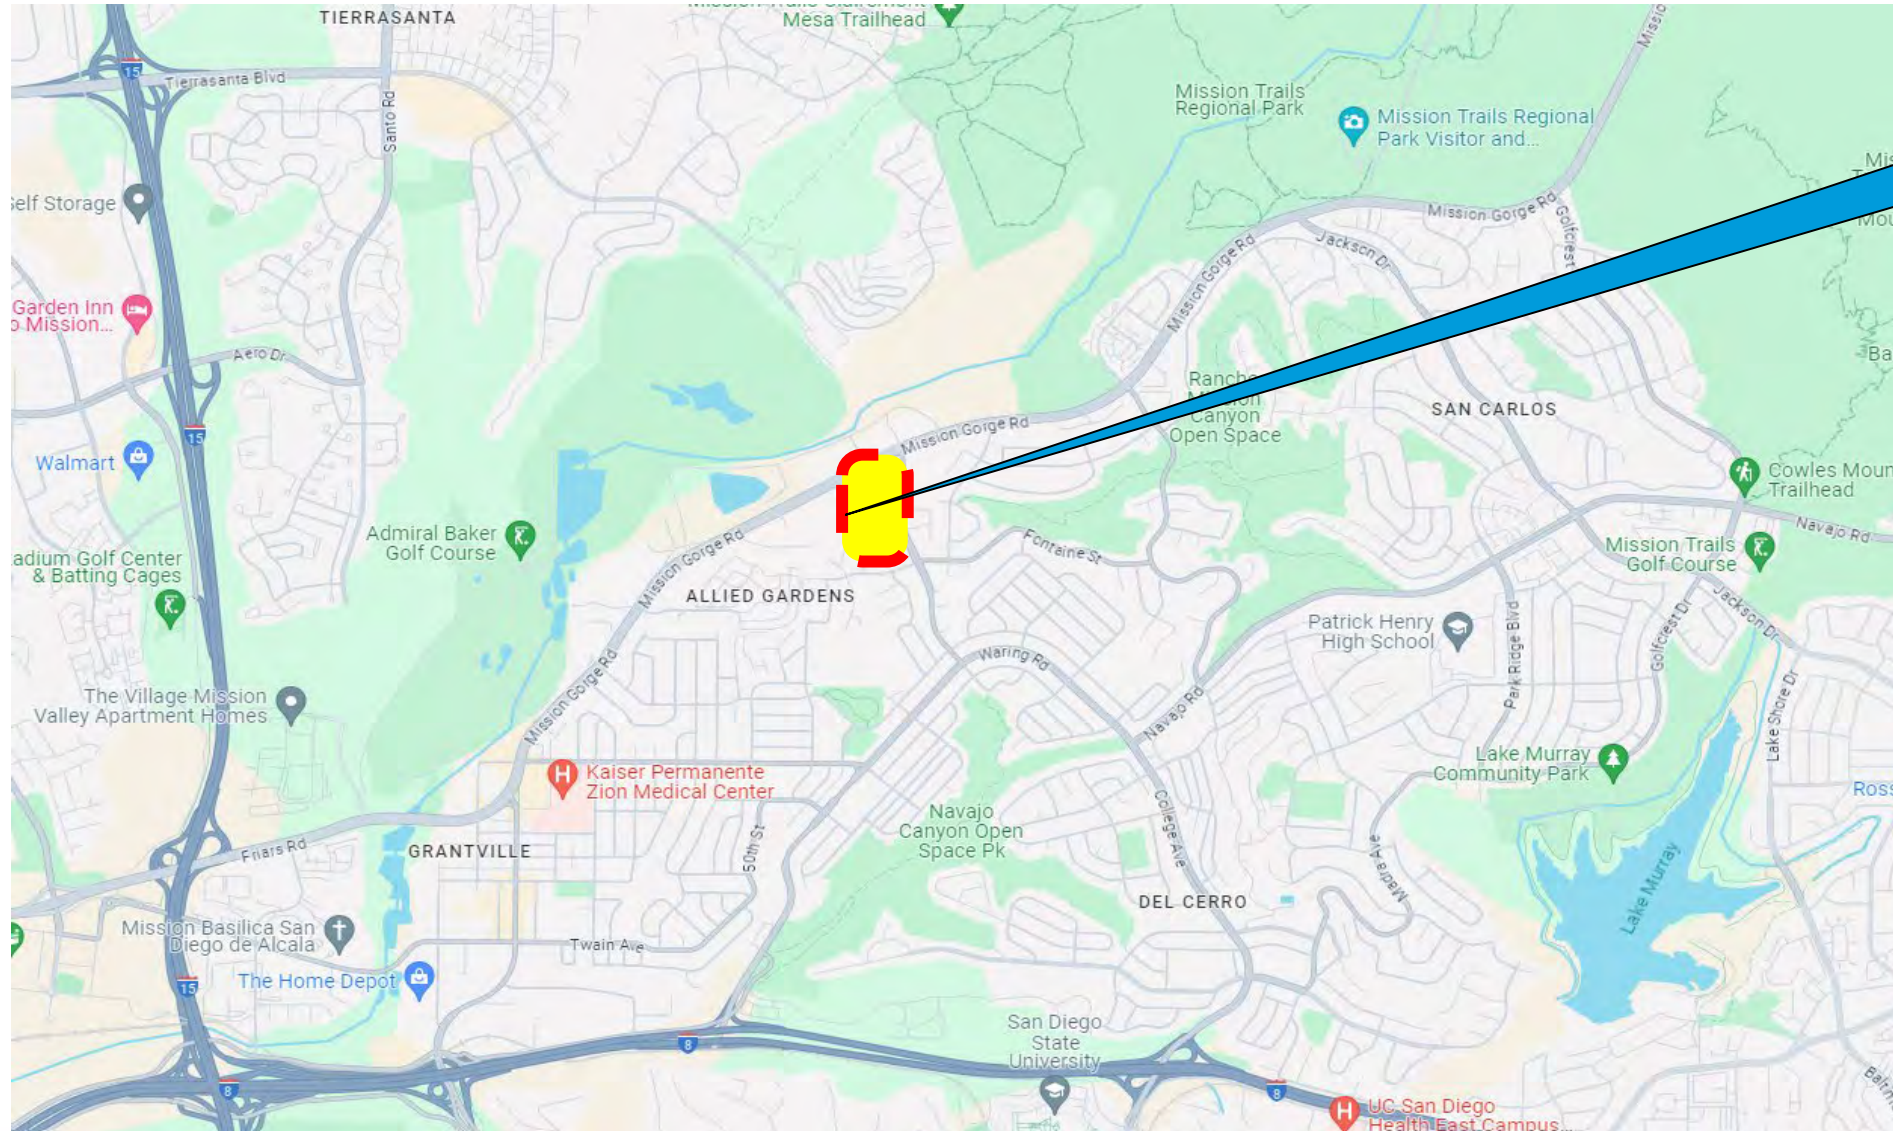 TIERRASANTA
Mesa Trailhead
15
Tierrasanta Blvd
Santo Rd
Mission Trails
Regional Park
Mission Trails Regional
Park Visitor and...
Self Storage
Mission Gorge Rd
Golfcrest
Jackson Dr
Mission Gorge Rd
Garden Inn
o Mission...
Aero Dr
Rancho
Mission
Canyon
Open Space
SAN CARLOS
15
Mission Gorge Rd
Walmart
Cowles Moun
Trailhead
Navajo Rd
Admiral Baker
Golf Course
adium Golf Center
& Batting Cages
Fontaine St
Mission Trails
Golf Course
Mission Gorge Rd
ALLIED GARDENS
Jackson Dr
Golfcrest Dr
Park Ridge Blvd
Patrick Henry
High School
Waring Rd
Mission Gorge Rd
The Village Mission
Valley Apartment Homes
Navajo Rd
Lake Shore Dr
Lake Murray
Community Park
Kaiser Permanente
Zion Medical Center
Ross
Navajo
Canyon Open
Space Pk
College Ave
50th St
Friars Rd
GRANTVILLE
Madra Ave
Lake Murray
DEL CERRO
Mission Basilica San
Diego de Alcala
Twain Ave
The Home Depot
15
San Diego
State
University
8
8
8
UC San Diego
Health East Campus...